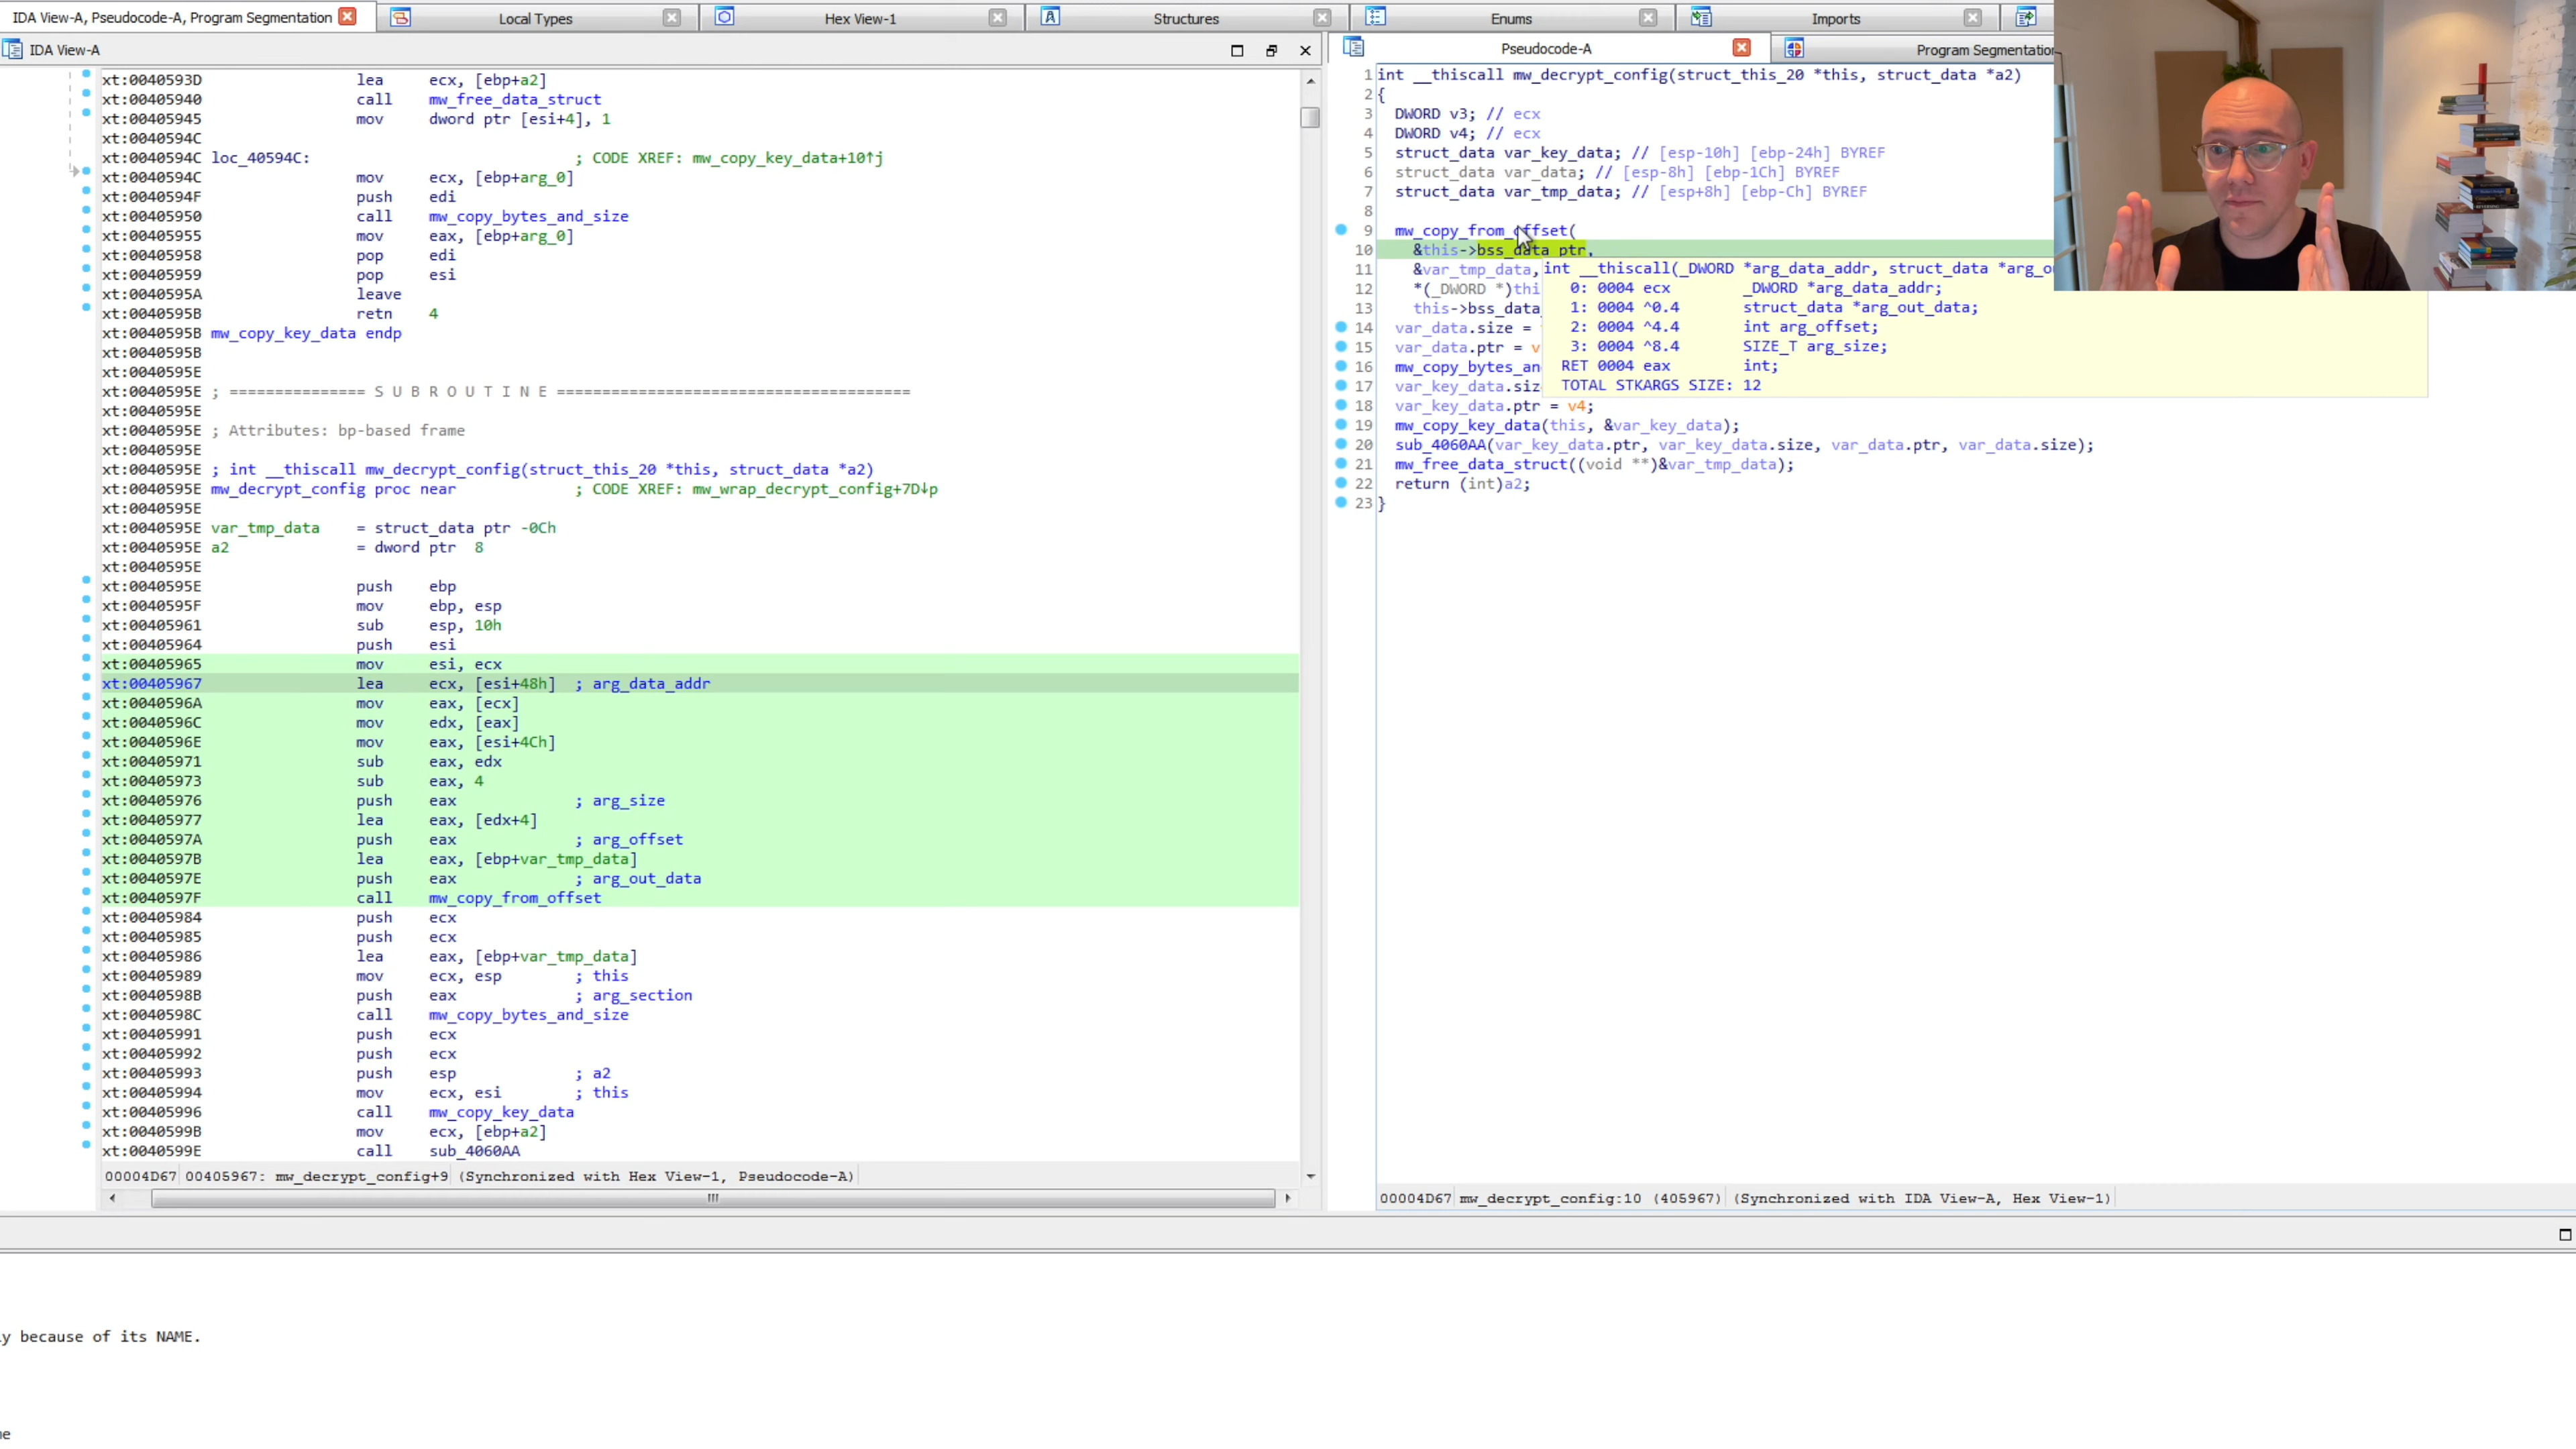 IDA View-A, Pseudocode-A, Program Segmentation
Local Types
Hex View-1
Structures
Enums
Imports
IDA View-A
xt:0040593D lea ecx, [ebp+a2]
xt:00405940 call mw_free_data_struct
xt:00405945 mov dword ptr [esi+4], 1
xt:0040594C
xt:0040594C loc_40594C: ; CODE XREF: mw_copy_key_data+10↑j
xt:0040594C mov ecx, [ebp+arg_0]
xt:0040594F push edi
xt:00405950 call mw_copy_bytes_and_size
xt:00405955 mov eax, [ebp+arg_0]
xt:00405958 pop edi
xt:00405959 pop esi
xt:0040595A leave
xt:0040595B retn 4
xt:0040595B mw_copy_key_data endp
xt:0040595B
xt:0040595E
xt:0040595E ; =============== S U B R O U T I N E =======================================
xt:0040595E
xt:0040595E ; Attributes: bp-based frame
xt:0040595E
xt:0040595E ; int __thiscall mw_decrypt_config(struct_this_20 *this, struct_data *a2)
xt:0040595E mw_decrypt_config proc near ; CODE XREF: mw_wrap_decrypt_config+7D↓p
xt:0040595E
xt:0040595E var_tmp_data = struct_data ptr -0Ch
xt:0040595E a2 = dword ptr 8
xt:0040595E
xt:0040595E push ebp
xt:0040595F mov ebp, esp
xt:00405961 sub esp, 10h
xt:00405964 push esi
xt:00405965 mov esi, ecx
xt:00405967 lea ecx, [esi+48h] ; arg_data_addr
xt:0040596A mov eax, [ecx]
xt:0040596C mov edx, [eax]
xt:0040596E mov eax, [esi+4Ch]
xt:00405971 sub eax, edx
xt:00405973 sub eax, 4
xt:00405976 push eax ; arg_size
xt:00405977 lea eax, [edx+4]
xt:0040597A push eax ; arg_offset
xt:0040597B lea eax, [ebp+var_tmp_data]
xt:0040597E push eax ; arg_out_data
xt:0040597F call mw_copy_from_offset
xt:00405984 push ecx
xt:00405985 push ecx
xt:00405986 lea eax, [ebp+var_tmp_data]
xt:00405989 mov ecx, esp ; this
xt:0040598B push eax ; arg_section
xt:0040598C call mw_copy_bytes_and_size
xt:00405991 push ecx
xt:00405992 push ecx
xt:00405993 push esp ; a2
xt:00405994 mov ecx, esi ; this
xt:00405996 call mw_copy_key_data
xt:0040599B mov ecx, [ebp+a2]
xt:0040599E call sub_4060AA
00004D67 00405967: mw_decrypt_config+9 (Synchronized with Hex View-1, Pseudocode-A)
Pseudocode-A
Program Segmentation
1 int __thiscall mw_decrypt_config(struct_this_20 *this, struct_data *a2)
2 {
3 DWORD v3; // ecx
4 DWORD v4; // ecx
5 struct_data var_key_data; // [esp-10h] [ebp-24h] BYREF
6 struct_data var_data; // [esp-8h] [ebp-1Ch] BYREF
7 struct_data var_tmp_data; // [esp+8h] [ebp-Ch] BYREF
8
9 mw_copy_from_offset(
10 &this->bss_data_ptr,
11 &var_tmp_data,
12 *(_DWORD *)thi
13 this->bss_data
14 var_data.size =
15 var_data.ptr = v
16 mw_copy_bytes_an
17 var_key_data.siz
18 var_key_data.ptr = v4;
19 mw_copy_key_data(this, &var_key_data);
20 sub_4060AA(var_key_data.ptr, var_key_data.size, var_data.ptr, var_data.size);
21 mw_free_data_struct((void **)&var_tmp_data);
22 return (int)a2;
23 }
int __thiscall(_DWORD *arg_data_addr, struct_data *arg_o
0: 0004 ecx _DWORD *arg_data_addr;
1: 0004 ^0.4 struct_data *arg_out_data;
2: 0004 ^4.4 int arg_offset;
3: 0004 ^8.4 SIZE_T arg_size;
RET 0004 eax int;
TOTAL STKARGS SIZE: 12
00004D67 mw_decrypt_config:10 (405967) (Synchronized with IDA View-A, Hex View-1)
ly because of its NAME.
ne